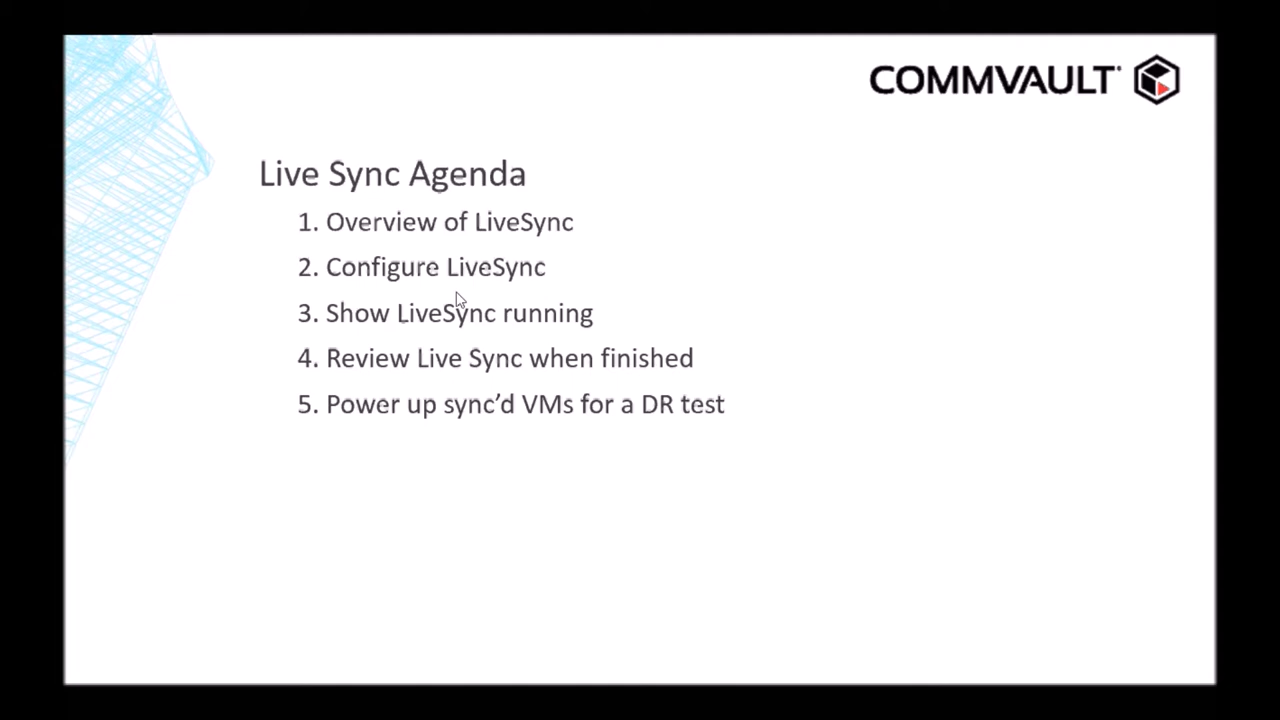 COMMVAULT
Live Sync Agenda
1. Overview of LiveSync
2. Configure LiveSync
3. Show LiveSync running
4. Review Live Sync when finished
5. Power up sync’d VMs for a DR test